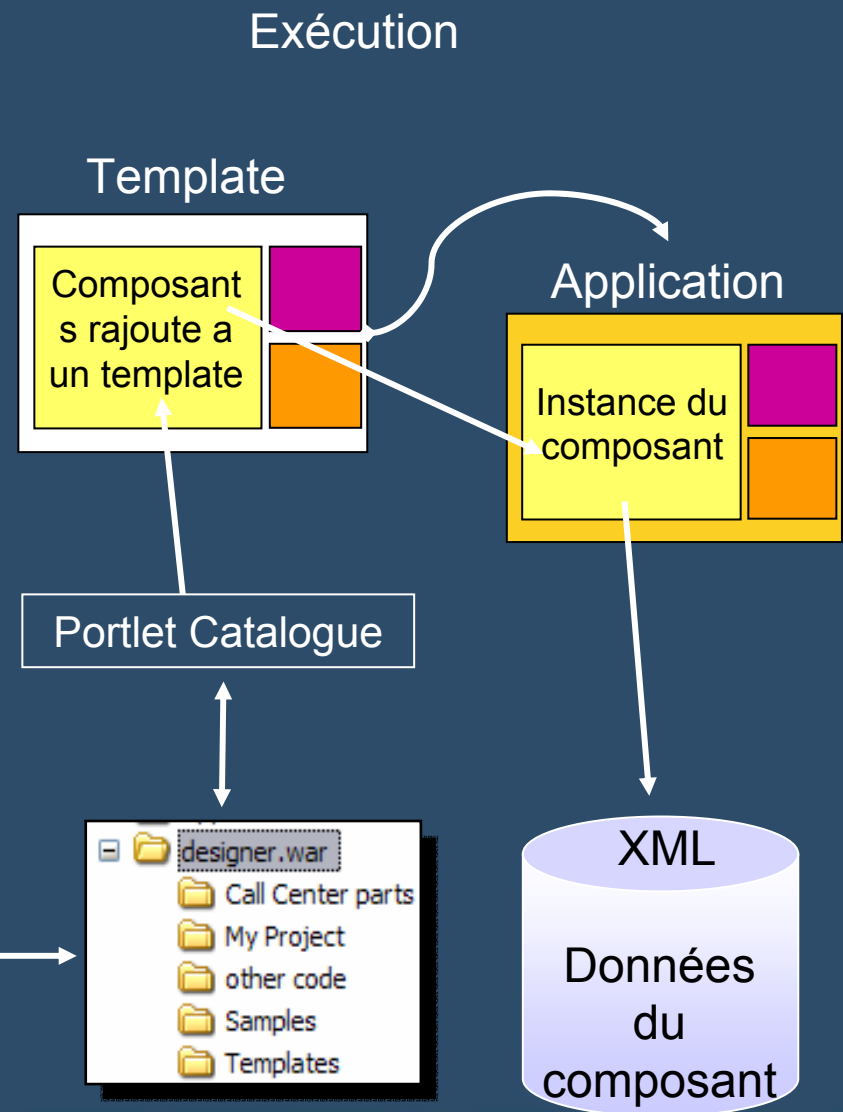 Exécution
Template
Composant
s rajoute a
un template
Application
Instance du
composant
Portlet Catalogue
designer.war
Call Center parts
My Project
other code
Samples
Templates
XML
Données
du
composant